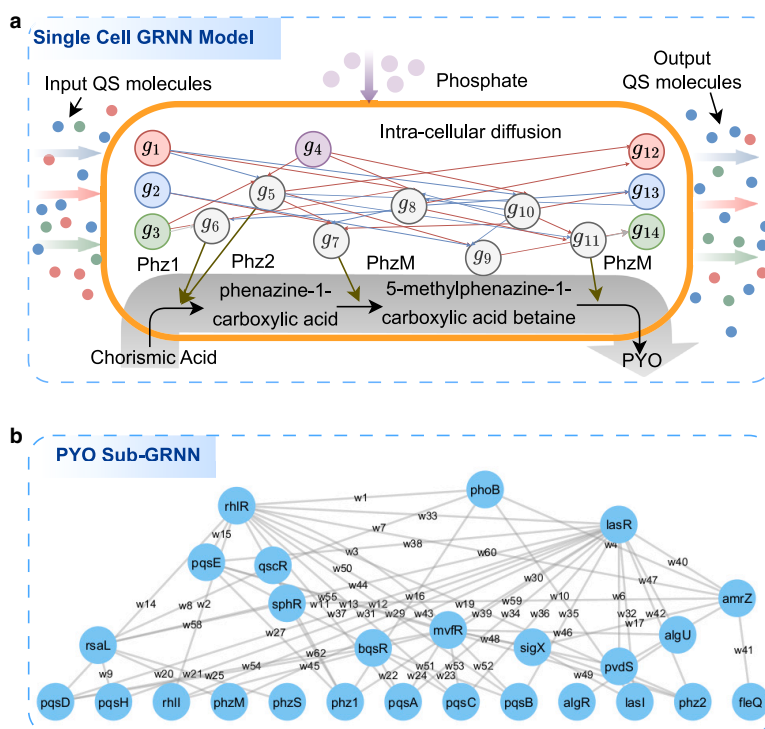 a
Single Cell GRNN Model
Input QS molecules
Phosphate
Output QS molecules
Intra-cellular diffusion
g1
g4
g12
g2
g5
g13
g8
g10
g3
g6
g7
g11
g14
g9
Phz1
Phz2
PhzM
PhzM
phenazine-1-
carboxylic acid
5-methylphenazine-1-
carboxylic acid betaine
Chorismic Acid
PYO
b
PYO Sub-GRNN
phoB
rhlR
w1
lasR
w33
w7
w15
w38
w3
w60
w4
w40
pqsE
qscR
w50
w44
w30
w47
amrZ
w14
w8
w2
sphR
w55
w11
w13
w12
w16
w10
w6
w37
w31
w29
w43
w19
w39
w59
w34
w36
w35
w32
w42
w17
w58
w27
mvfR
w48
w46
algU
rsaL
bqsR
sigX
w41
w62
w54
w45
w51
w53
w52
pvdS
w9
w20
w21
w25
w22
w24
w23
w49
pqsD
pqsH
rhlI
phzM
phzS
phz1
pqsA
pqsC
pqsB
algR
lasI
phz2
fleQ